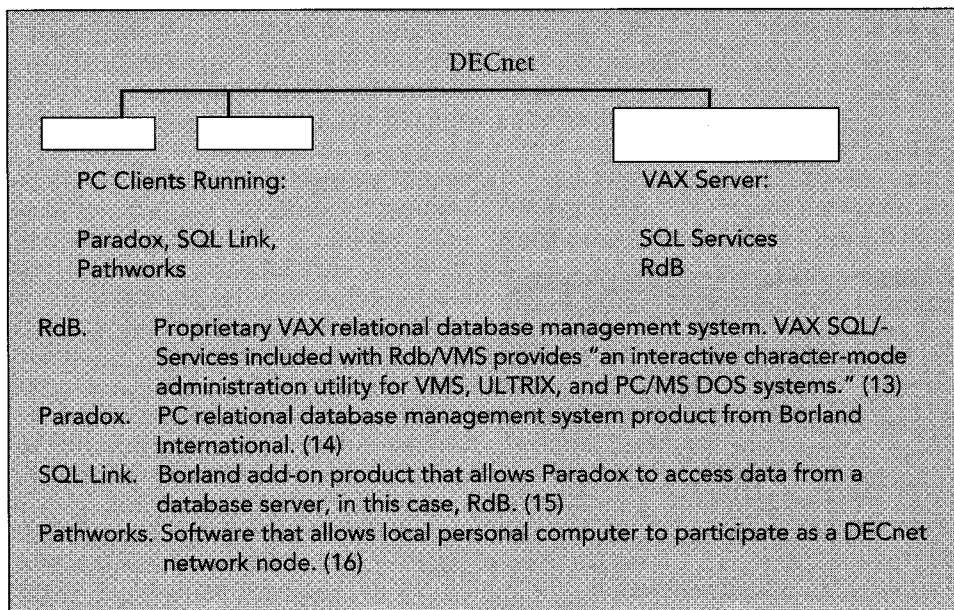 DECnet
PC Clients Running:
VAX Server:
Paradox, SQL Link,
Pathworks
SQL Services
RdB
RdB. Proprietary VAX relational database management system. VAX SQL/-
Services included with Rdb/VMS provides “an interactive character-mode
administration utility for VMS, ULTRIX, and PC/MS DOS systems.” (13)
Paradox. PC relational database management system product from Borland
International. (14)
SQL Link. Borland add-on product that allows Paradox to access data from a
database server, in this case, RdB. (15)
Pathworks. Software that allows local personal computer to participate as a DECnet
network node. (16)